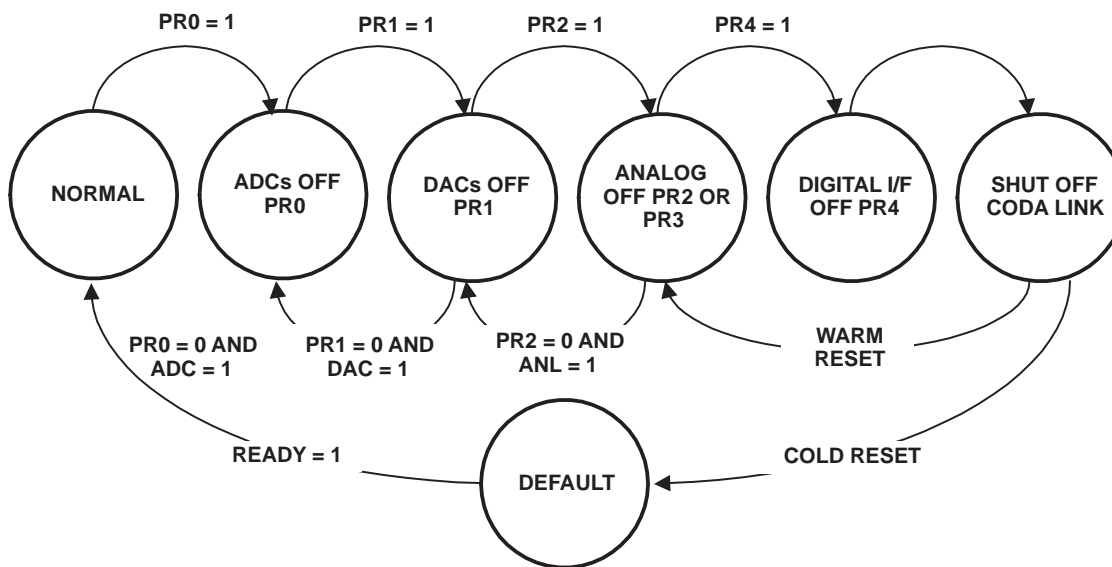 PR0 = 1
PR1 = 1
PR2 = 1
PR4 = 1
NORMAL
ADCs OFF
PR0
DACs OFF
PR1
ANALOG
OFF PR2 OR
PR3
DIGITAL I/F
OFF PR4
SHUT OFF
CODA LINK
PR0 = 0 AND
ADC = 1
PR1 = 0 AND
DAC = 1
PR2 = 0 AND
ANL = 1
WARM
RESET
READY = 1
DEFAULT
COLD RESET